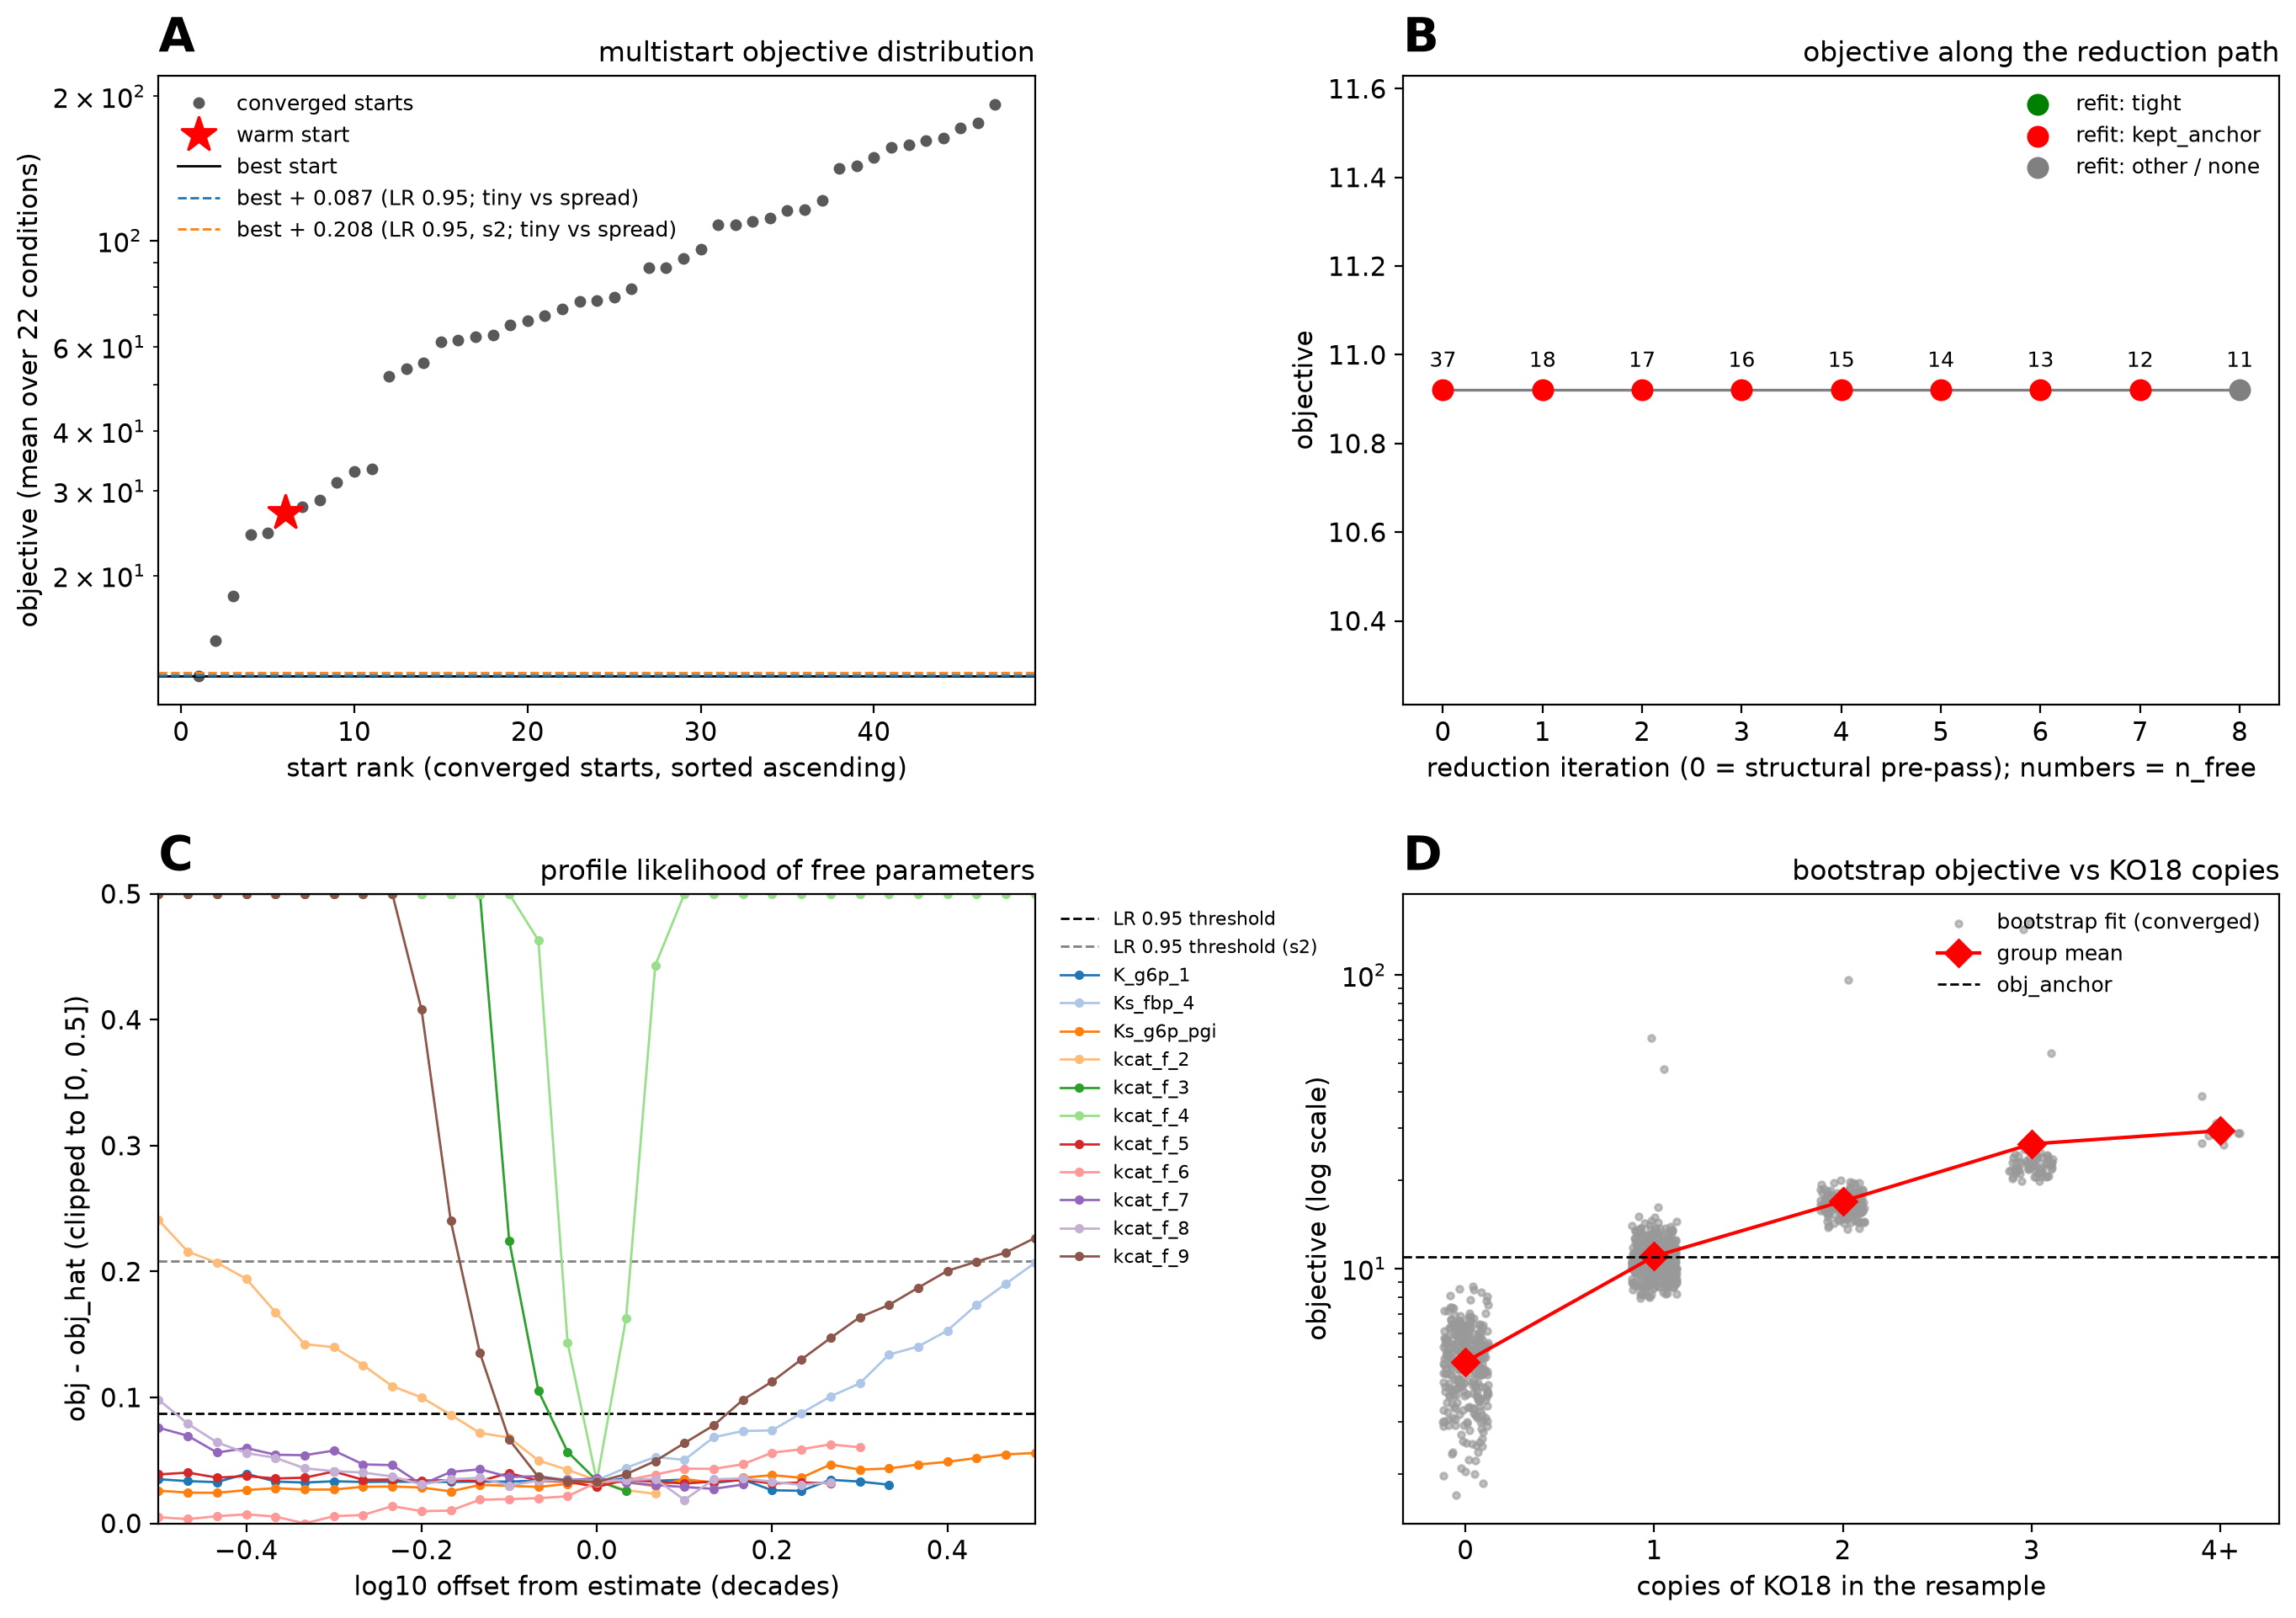 A
multistart objective distribution
objective (mean over 22 conditions)
2 × 10²
10²
6 × 10¹
4 × 10¹
3 × 10¹
2 × 10¹
converged starts
warm start
best start
best + 0.087 (LR 0.95; tiny vs spread)
best + 0.208 (LR 0.95, s2; tiny vs spread)
0 10 20 30 40
start rank (converged starts, sorted ascending)
B
objective along the reduction path
objective
11.6
11.4
11.2
11.0
10.8
10.6
10.4
refit: tight
refit: kept_anchor
refit: other / none
37 18 17 16 15 14 13 12 11
0 1 2 3 4 5 6 7 8
reduction iteration (0 = structural pre-pass); numbers = n_free
C
profile likelihood of free parameters
obj - obj_hat (clipped to [0, 0.5])
0.5
0.4
0.3
0.2
0.1
0.0
−0.4 −0.2 0.0 0.2 0.4
log10 offset from estimate (decades)
LR 0.95 threshold
LR 0.95 threshold (s2)
K_g6p_1
Ks_fbp_4
Ks_g6p_pgi
kcat_f_2
kcat_f_3
kcat_f_4
kcat_f_5
kcat_f_6
kcat_f_7
kcat_f_8
kcat_f_9
D
bootstrap objective vs KO18 copies
objective (log scale)
10²
10¹
bootstrap fit (converged)
group mean
obj_anchor
0 1 2 3 4+
copies of KO18 in the resample